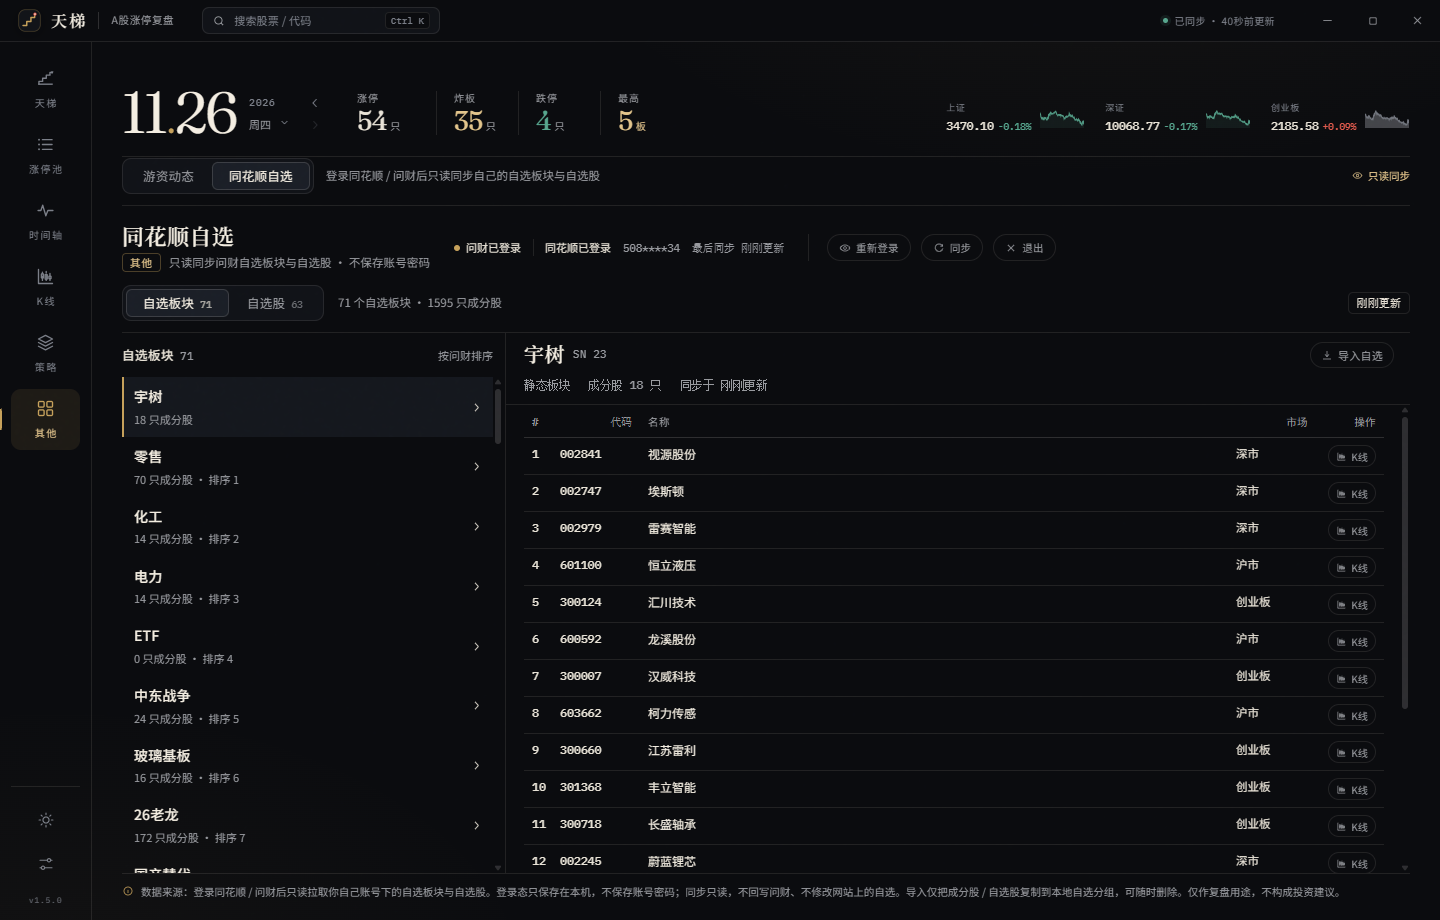 天梯 A股涨停复盘 搜索股票 / 代码 Ctrl K 已同步 • 40秒前更新
天梯
涨停池
时间轴
K线
策略
其他
v1.5.0
11.26 2026 周四
涨停 54 只
炸板 35 只
跌停 4 只
最高 5 板
上证 3470.10 -0.18%
深证 10068.77 -0.17%
创业板 2185.58 +0.09%
游资动态 同花顺自选 登录同花顺 / 问财后只读同步自己的自选板块与自选股 只读同步
同花顺自选
其他 只读同步问财自选板块与自选股 • 不保存账号密码
问财已登录 同花顺已登录 508****34 最后同步 刚刚更新 重新登录 同步 退出
自选板块 71 自选股 63 71 个自选板块 • 1595 只成分股 刚刚更新
自选板块 71 按问财排序
宇树
18 只成分股
零售
70 只成分股 • 排序 1
化工
14 只成分股 • 排序 2
电力
14 只成分股 • 排序 3
ETF
0 只成分股 • 排序 4
中东战争
24 只成分股 • 排序 5
玻璃基板
16 只成分股 • 排序 6
26老龙
172 只成分股 • 排序 7
宇树 SN 23 导入自选
静态板块 成分股 18 只 同步于 刚刚更新
# 代码 名称 市场 操作
1 002841 视源股份 深市 K线
2 002747 埃斯顿 深市 K线
3 002979 雷赛智能 深市 K线
4 601100 恒立液压 沪市 K线
5 300124 汇川技术 创业板 K线
6 600592 龙溪股份 沪市 K线
7 300007 汉威科技 创业板 K线
8 603662 柯力传感 沪市 K线
9 300660 江苏雷利 创业板 K线
10 301368 丰立智能 创业板 K线
11 300718 长盛轴承 创业板 K线
12 002245 蔚蓝锂芯 深市 K线
数据来源：登录同花顺 / 问财后只读拉取你自己账号下的自选板块与自选股。登录态只保存在本机，不保存账号密码；同步只读，不回写问财、不修改网站上的自选。导入仅把成分股 / 自选股复制到本地自选分组，可随时删除。仅作复盘用途，不构成投资建议。